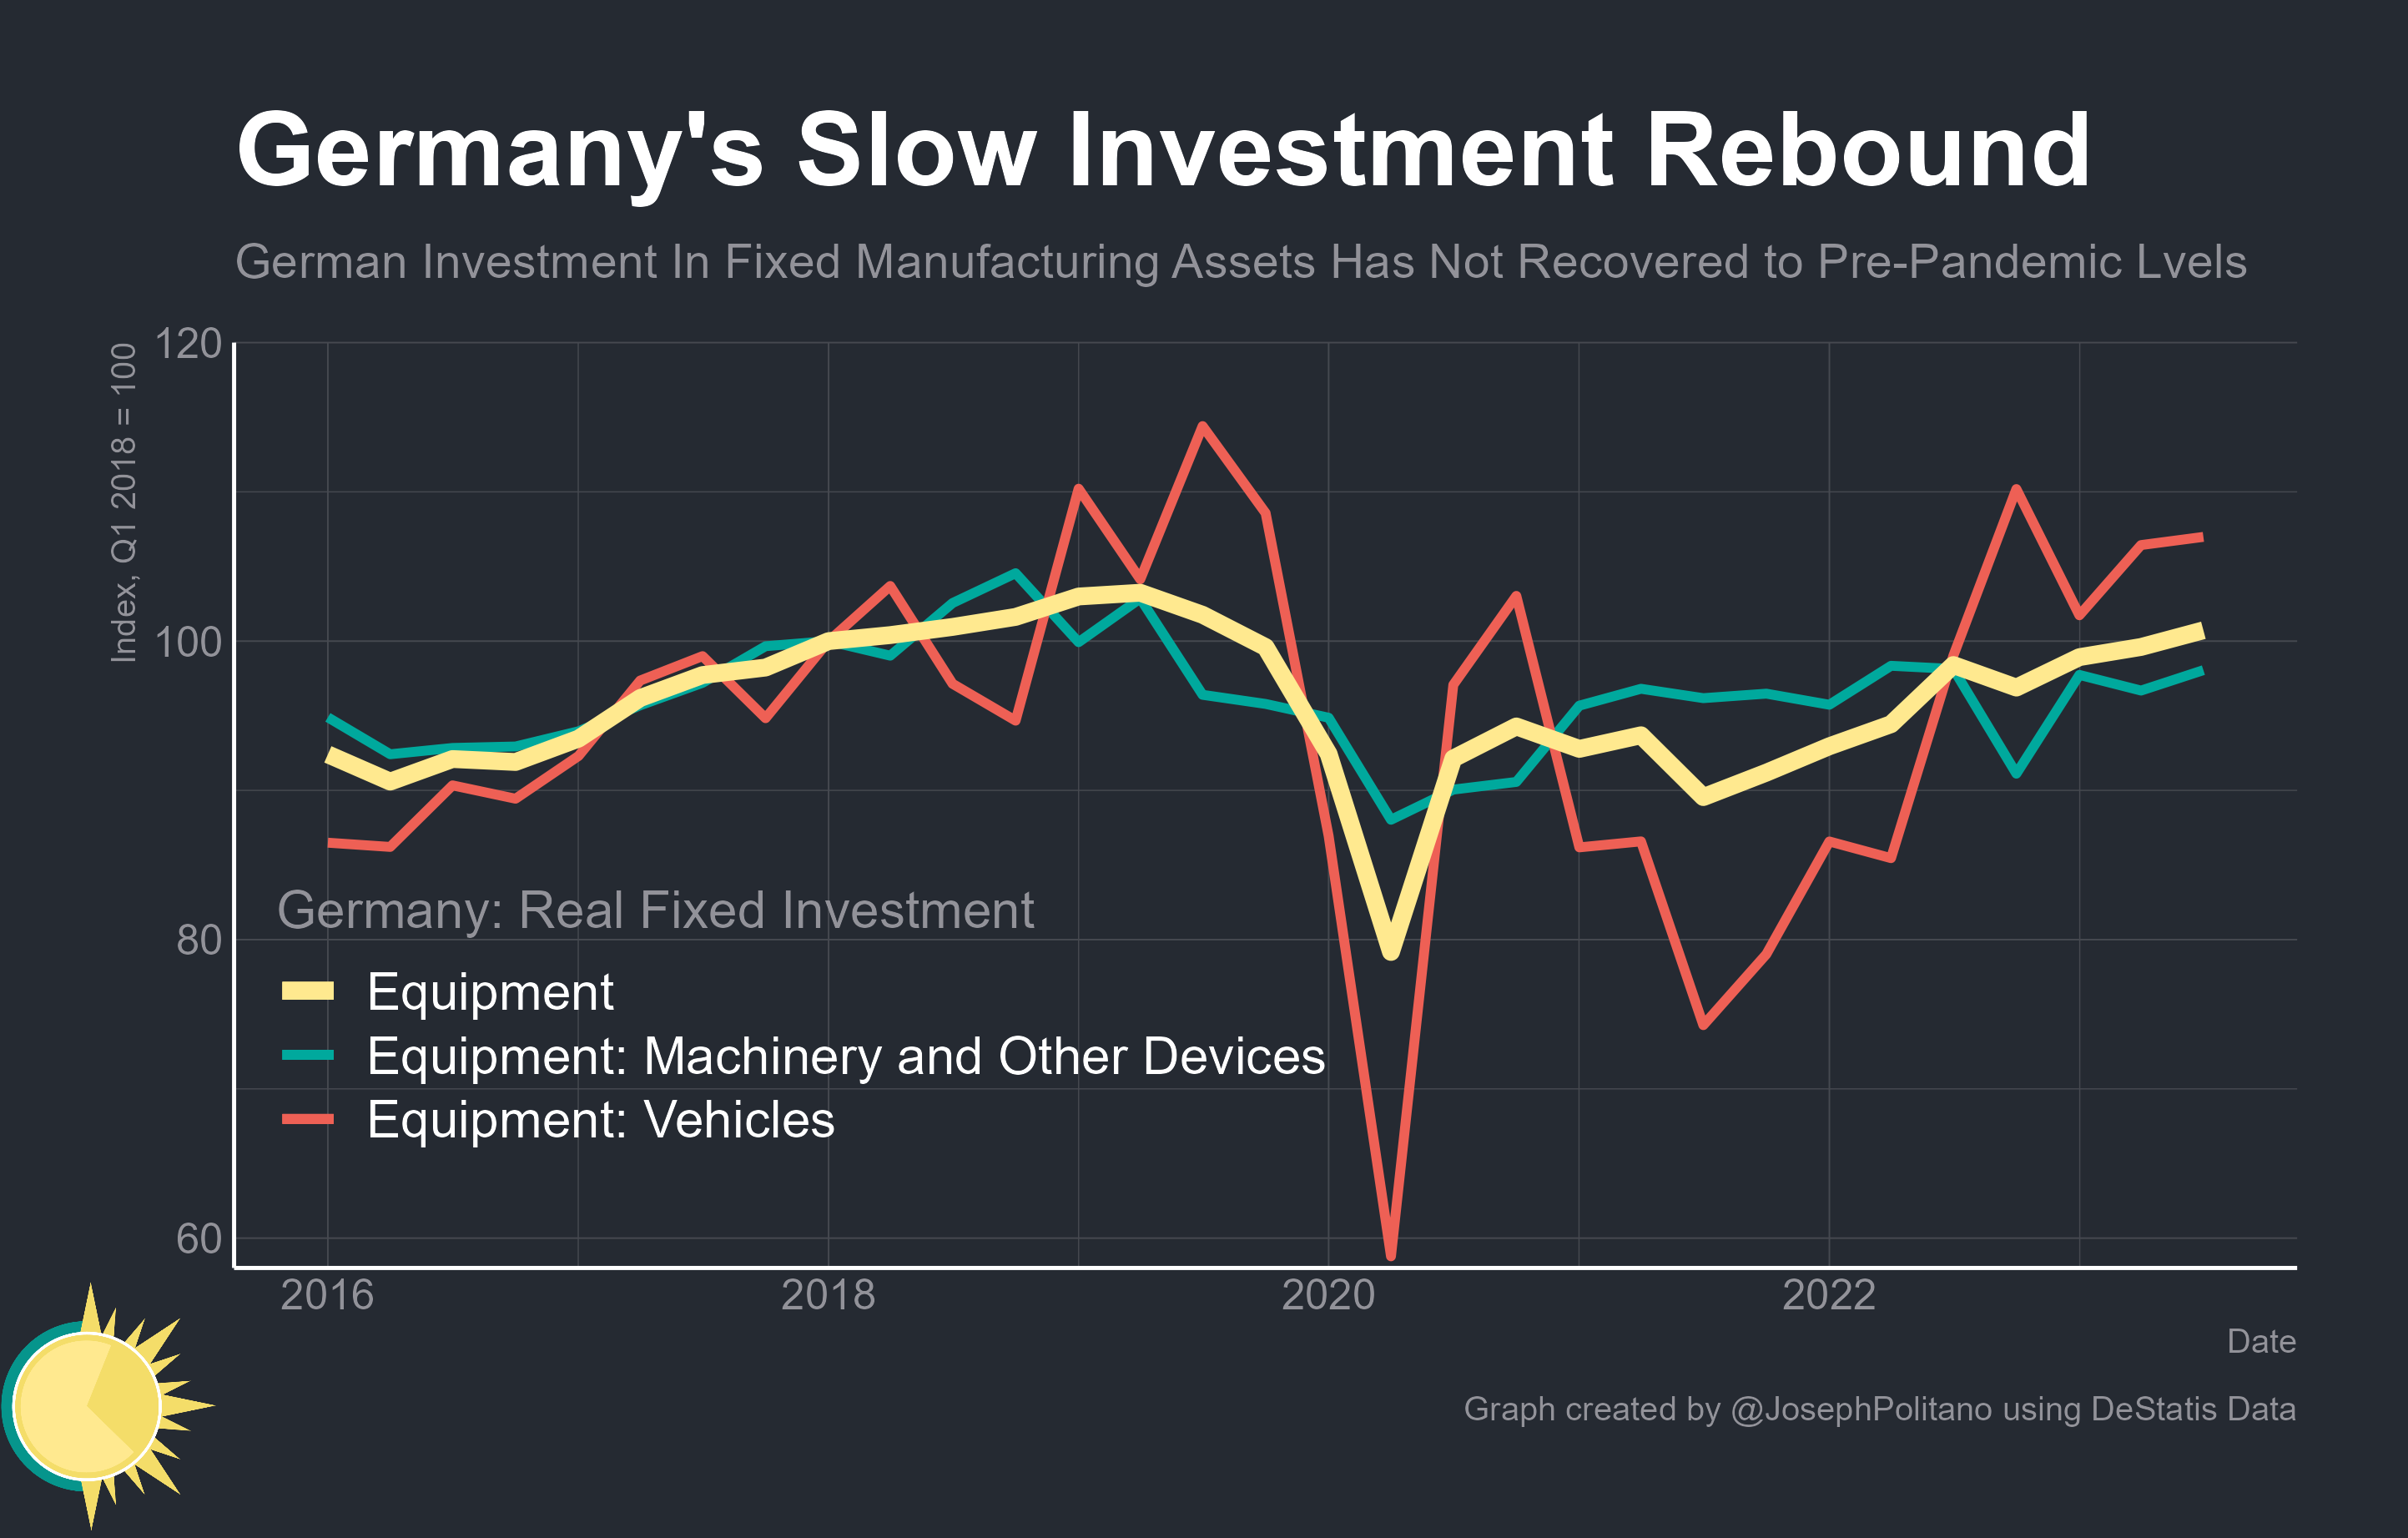 Germany's Slow Investment Rebound
German Investment In Fixed Manufacturing Assets Has Not Recovered to Pre-Pandemic Lvels
Index, Q1 2018 = 100
120
100
80
60
Germany: Real Fixed Investment
Equipment
Equipment: Machinery and Other Devices
Equipment: Vehicles
2016 2018 2020 2022
Date
Graph created by @JosephPolitano using DeStatis Data